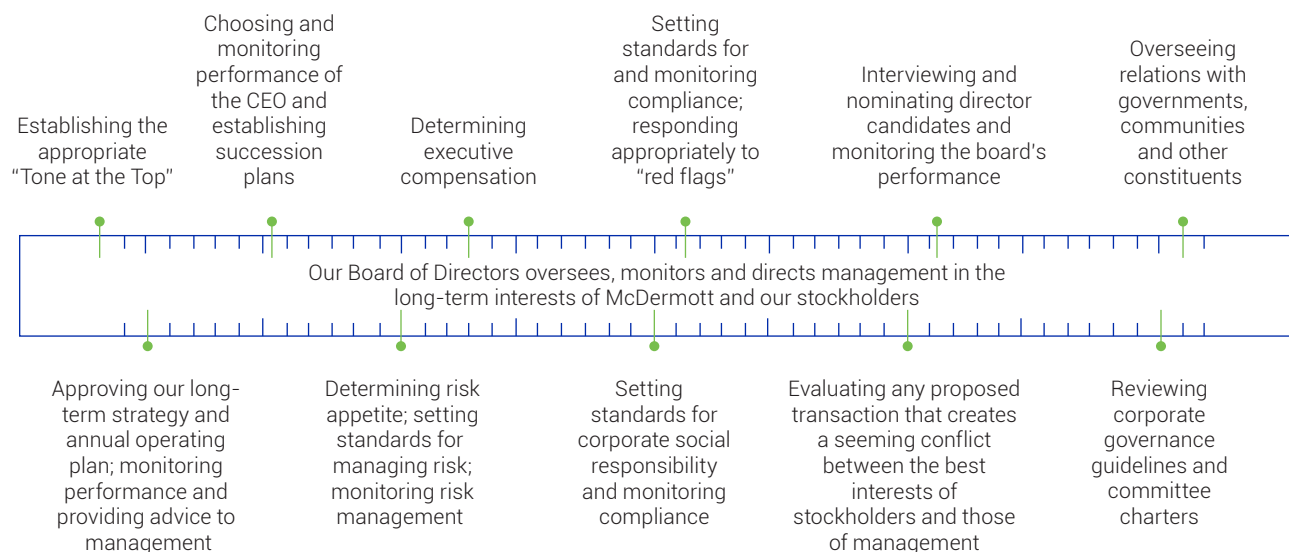 Establishing the
appropriate
“Tone at the Top”
Choosing and
monitoring
performance of
the CEO and
establishing
succession
plans
Determining
executive
compensation
Setting
standards for
and monitoring
compliance;
responding
appropriately to
“red flags”
Interviewing and
nominating director
candidates and
monitoring the board’s
performance
Overseeing
relations with
governments,
communities
and other
constituents
Our Board of Directors oversees, monitors and directs management in the
long-term interests of McDermott and our stockholders
Approving our long-
term strategy and
annual operating
plan; monitoring
performance and
providing advice to
management
Determining risk
appetite; setting
standards for
managing risk;
monitoring risk
management
Setting
standards for
corporate social
responsibility
and monitoring
compliance
Evaluating any proposed
transaction that creates
a seeming conflict
between the best
interests of
stockholders and those
of management
Reviewing
corporate
governance
guidelines and
committee
charters